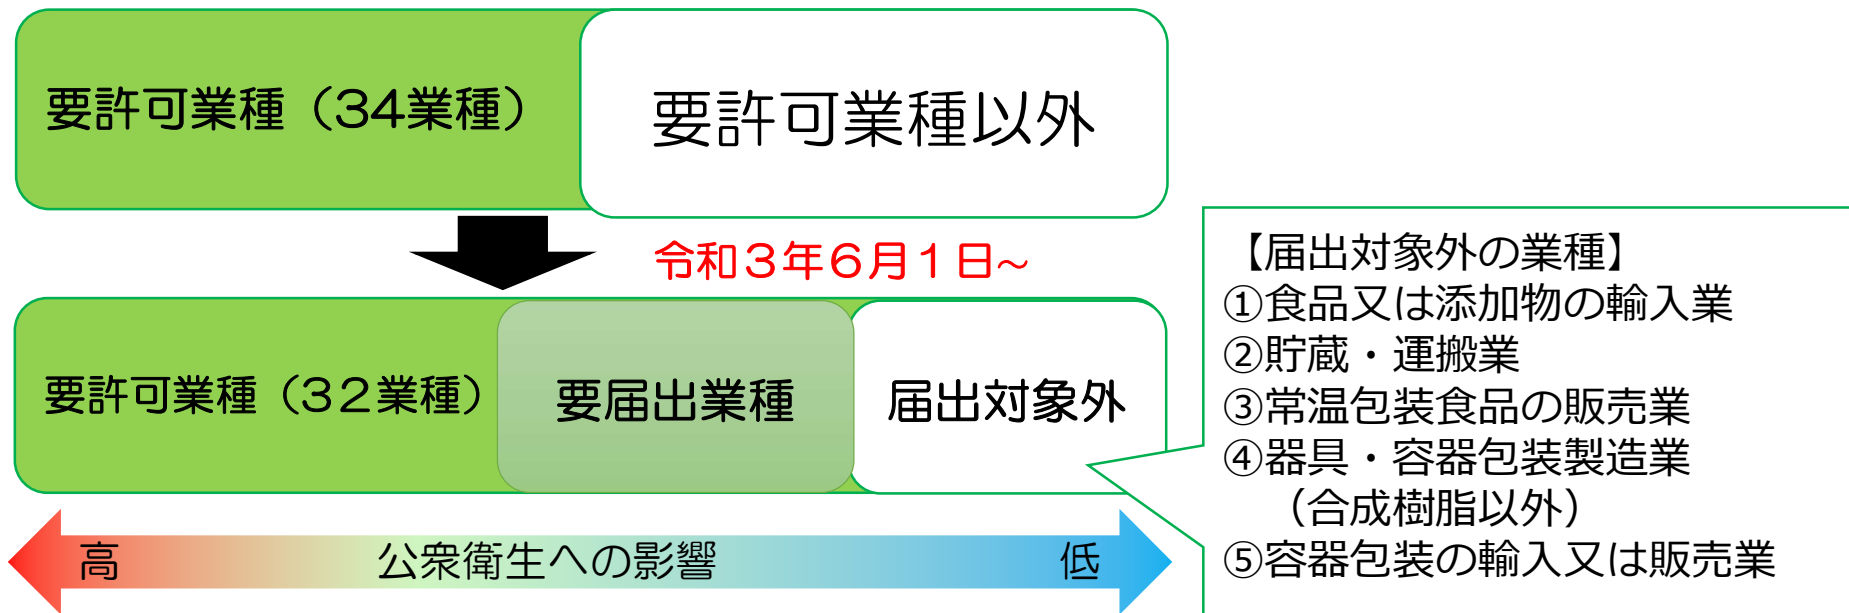 要許可業種（34業種）
要許可業種以外
令和３年６月１日～
要許可業種（３２業種）
要届出業種
届出対象外
高
公衆衛生への影響
低
【届出対象外の業種】
①食品又は添加物の輸入業
②貯蔵・運搬業
③常温包装食品の販売業
④器具・容器包装製造業
（合成樹脂以外）
⑤容器包装の輸入又は販売業